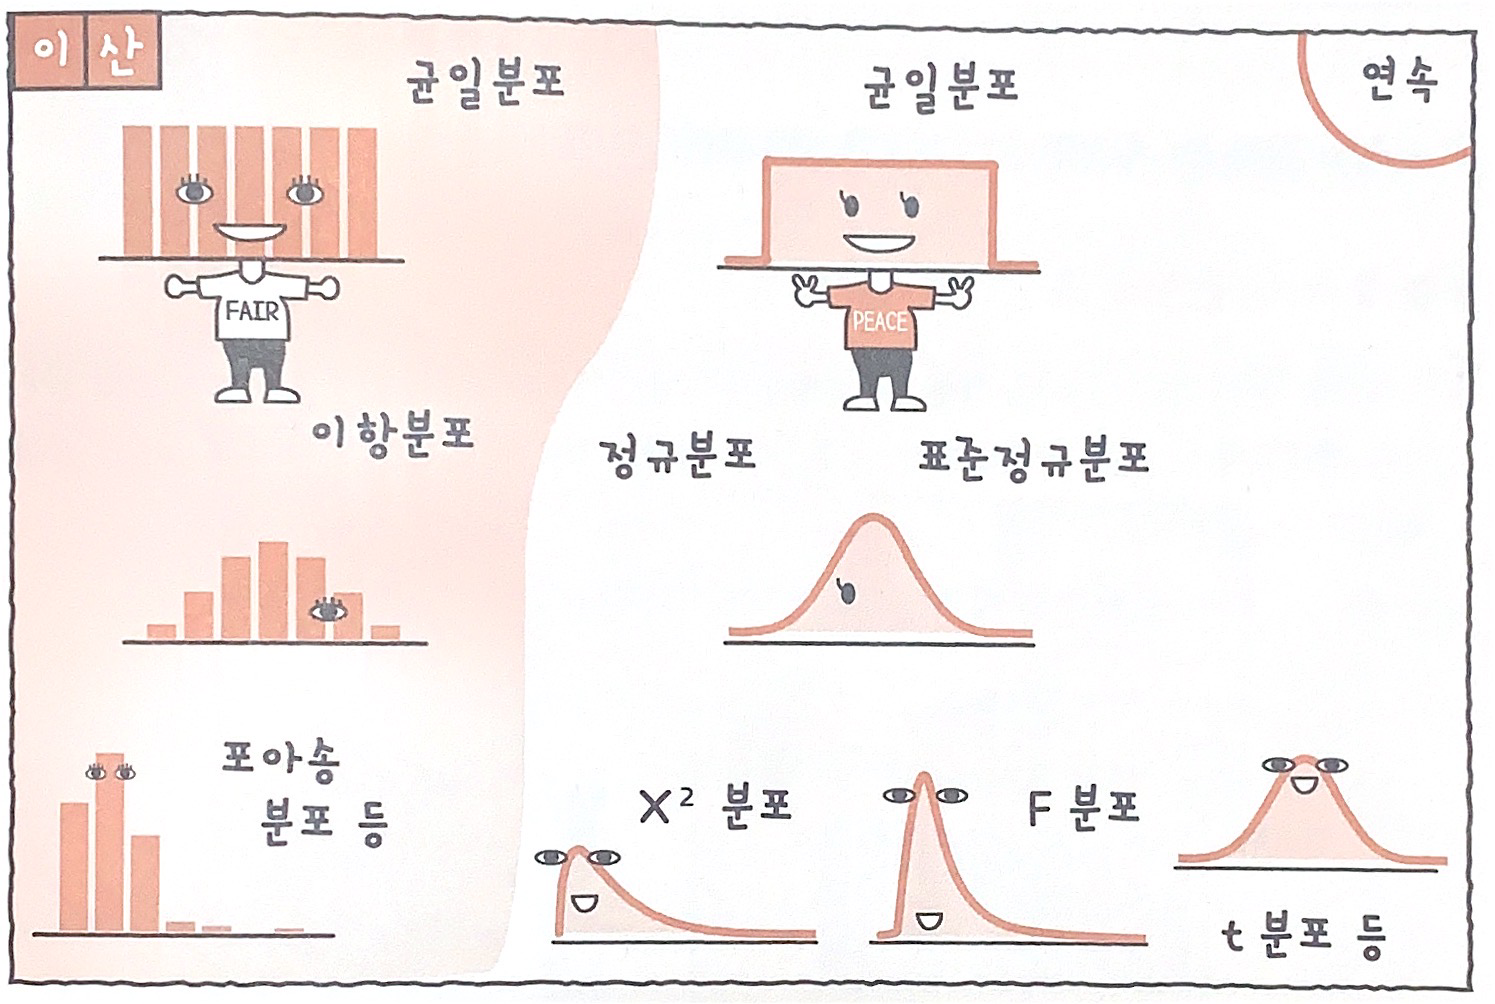 이산
균일분포
균일분포
연속
FAIR
PEACE
이항분포
정규분포
표준정규분포
포아송
분포 등
X² 분포
F 분포
t 분포 등